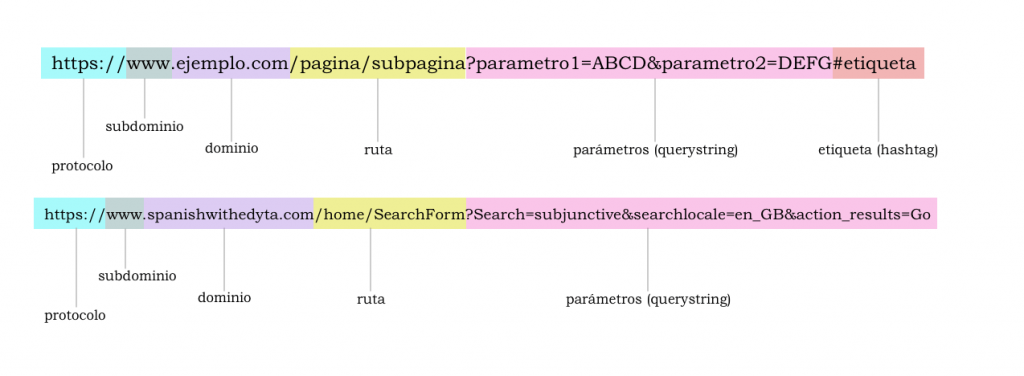 https://www.ejemplo.com/pagina/subpagina?parametro1=ABCD&parametro2=DEFG#etiqueta
subdominio
dominio
ruta
parámetros (querystring)
etiqueta (hashtag)
protocolo
https://www.spanishwithedyta.com/home/SearchForm?Search=subjunctive&searchlocale=en_GB&action_results=Go
subdominio
dominio
ruta
parámetros (querystring)
protocolo